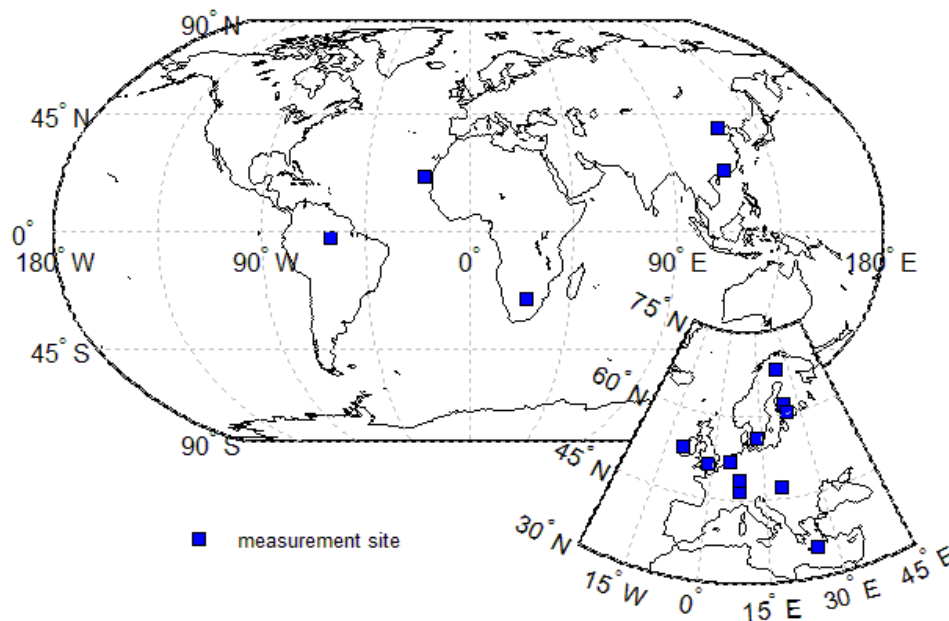 90° N
45° N
0°
180° W
90° W
0°
90° E
180° E
45° S
90° S
75° N
60° N
45° N
30° N
15° W
0°
15° E
30° E
45° E
measurement site